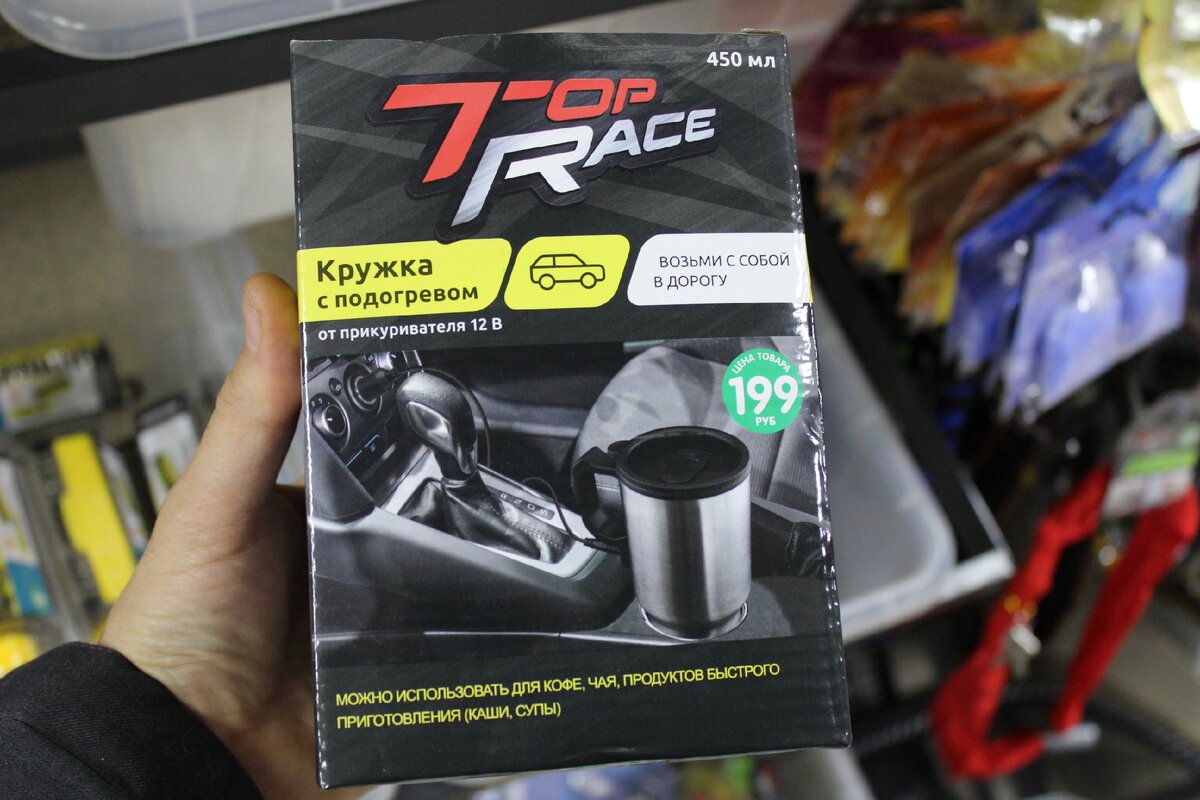 450 мл
TOP
RACE
Кружка
с подогревом
ВОЗЬМИ С СОБОЙ
В ДОРОГУ
от прикуривателя 12 В
ЦЕНА ТОВАРА
199
РУБ
МОЖНО ИСПОЛЬЗОВАТЬ ДЛЯ КОФЕ, ЧАЯ, ПРОДУКТОВ БЫСТРОГО
ПРИГОТОВЛЕНИЯ (КАШИ, СУПЫ)